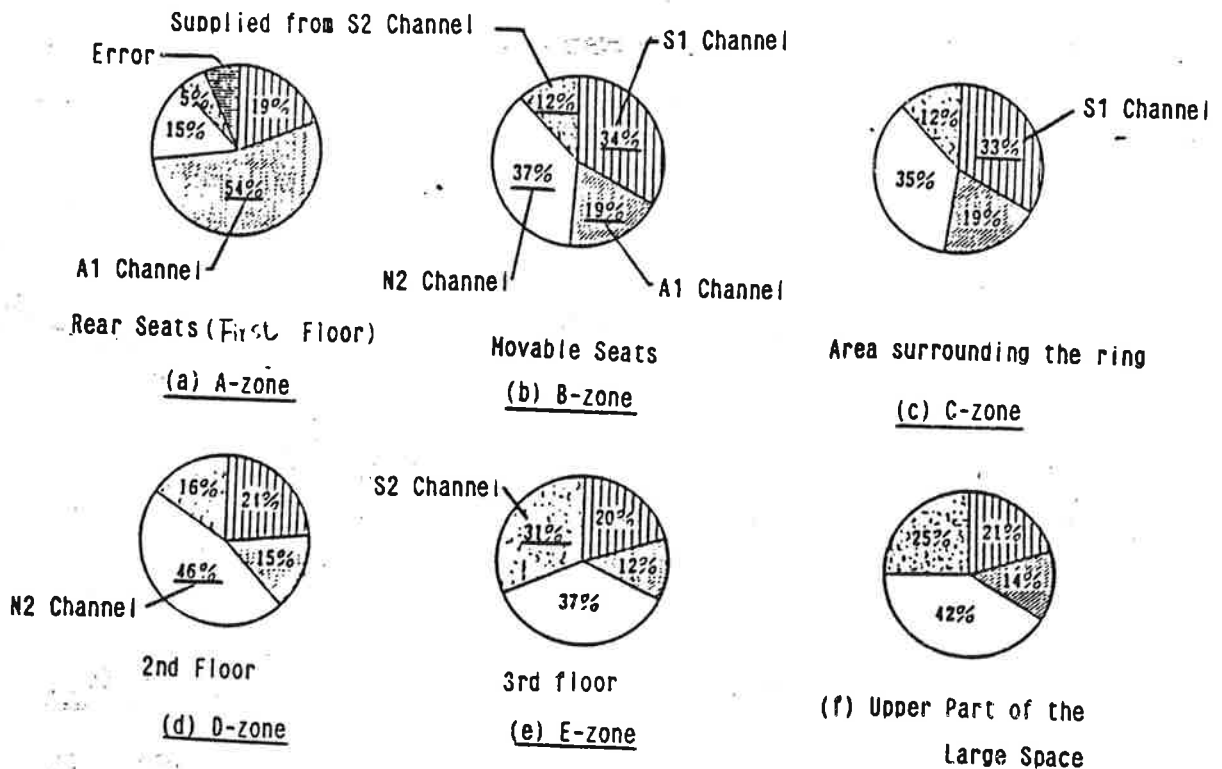 Supplied from S2 Channel
S1 Channel
Error
5%
19%
15%
54%
A1 Channel
Rear Seats (First Floor)
(a) A-zone
12%
34%
37%
19%
N2 Channel
A1 Channel
Movable Seats
(b) B-zone
S1 Channel
12%
33%
35%
19%
Area surrounding the ring
(c) C-zone
16%
21%
15%
46%
N2 Channel
2nd Floor
(d) D-zone
S2 Channel
31%
20%
12%
37%
3rd floor
(e) E-zone
25%
21%
14%
42%
(f) Upper Part of the
Large Space